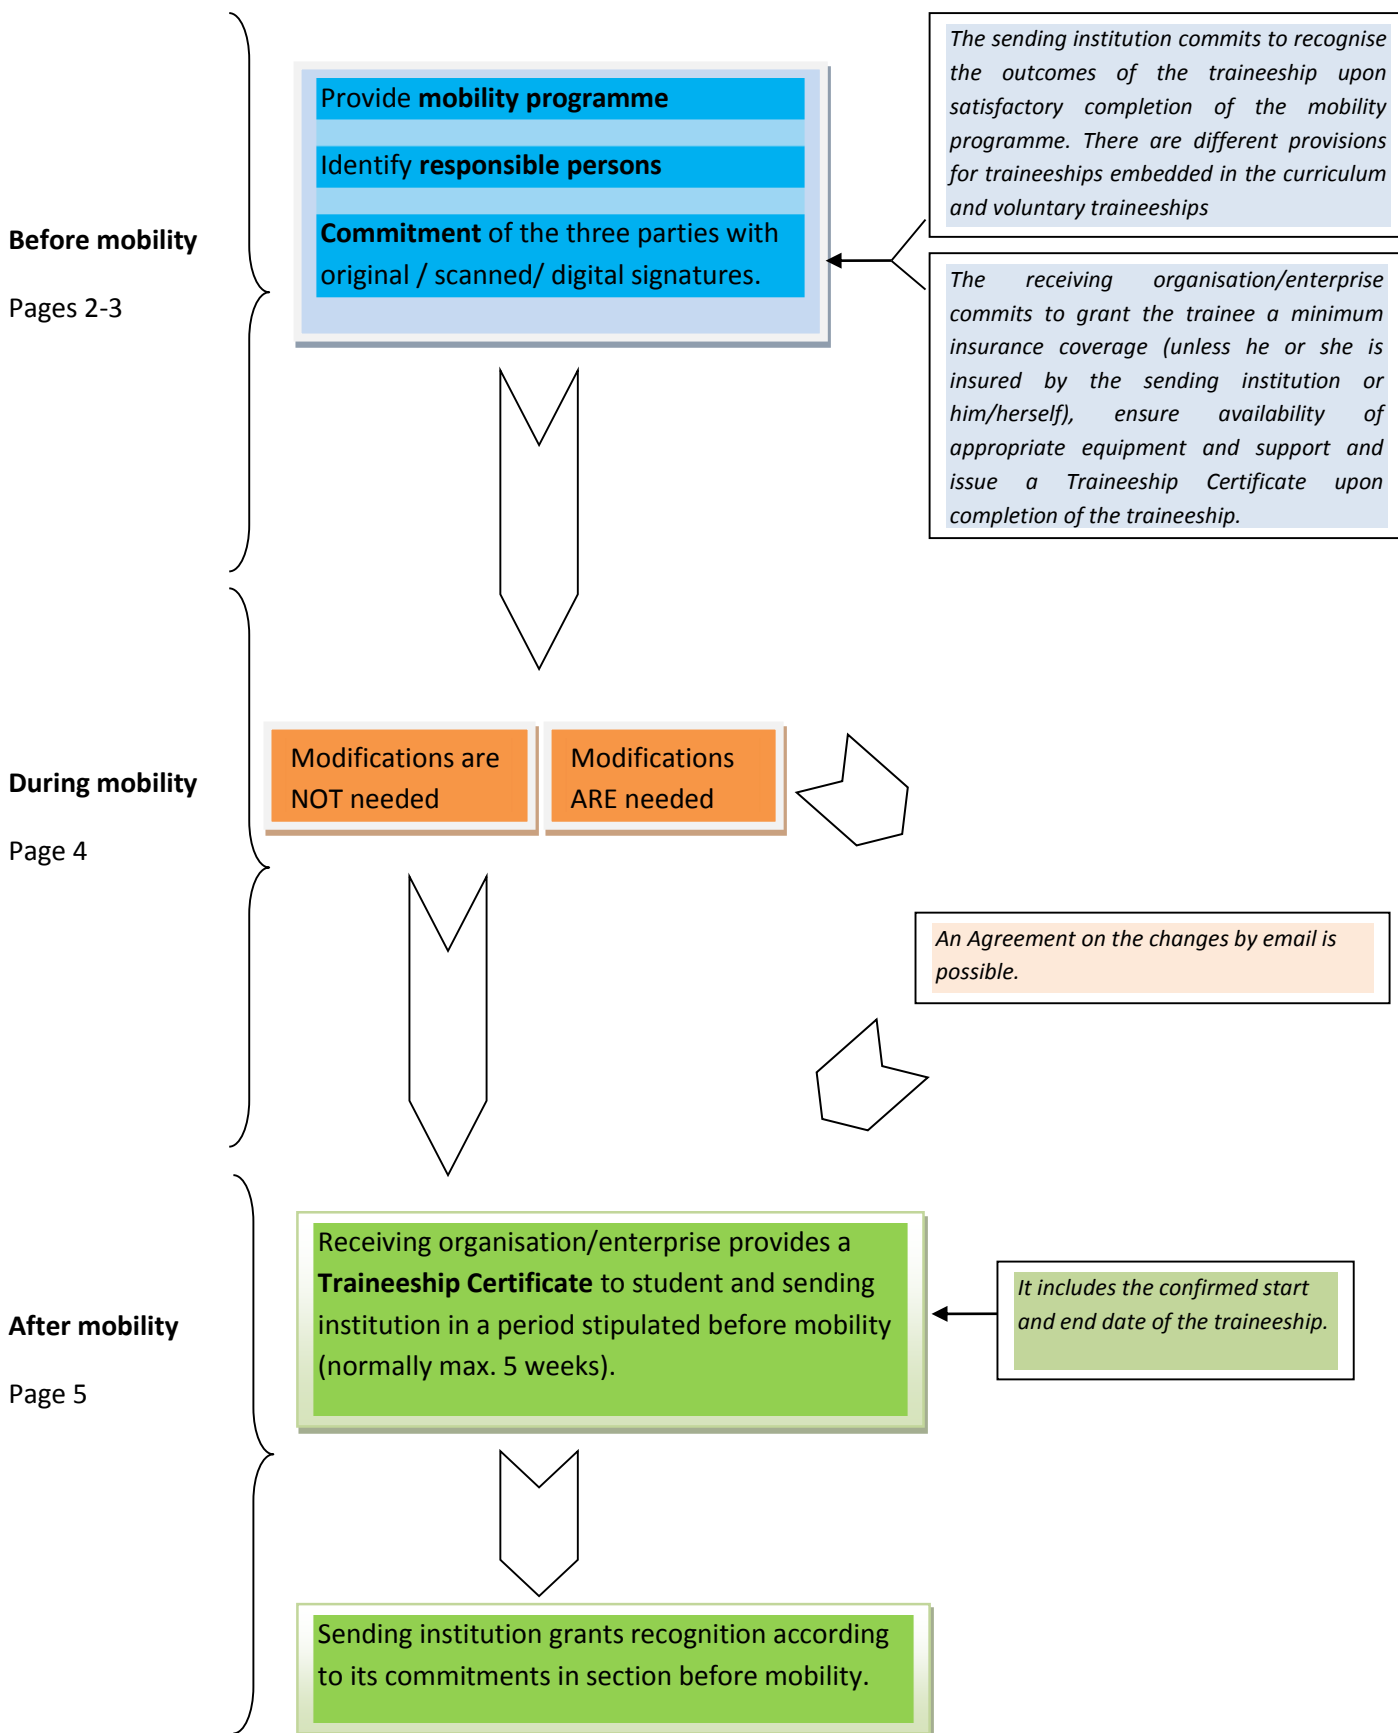 Before mobility
Pages 2-3
Provide mobility programme
Identify responsible persons
Commitment of the three parties with
original / scanned/ digital signatures.
The sending institution commits to recognise
the outcomes of the traineeship upon
satisfactory completion of the mobility
programme. There are different provisions
for traineeships embedded in the curriculum
and voluntary traineeships
The receiving organisation/enterprise
commits to grant the trainee a minimum
insurance coverage (unless he or she is
insured by the sending institution or
him/herself), ensure availability of
appropriate equipment and support and
issue a Traineeship Certificate upon
completion of the traineeship.
During mobility
Page 4
Modifications are
NOT needed
Modifications
ARE needed
An Agreement on the changes by email is
possible.
After mobility
Page 5
Receiving organisation/enterprise provides a
Traineeship Certificate to student and sending
institution in a period stipulated before mobility
(normally max. 5 weeks).
It includes the confirmed start
and end date of the traineeship.
Sending institution grants recognition according
to its commitments in section before mobility.